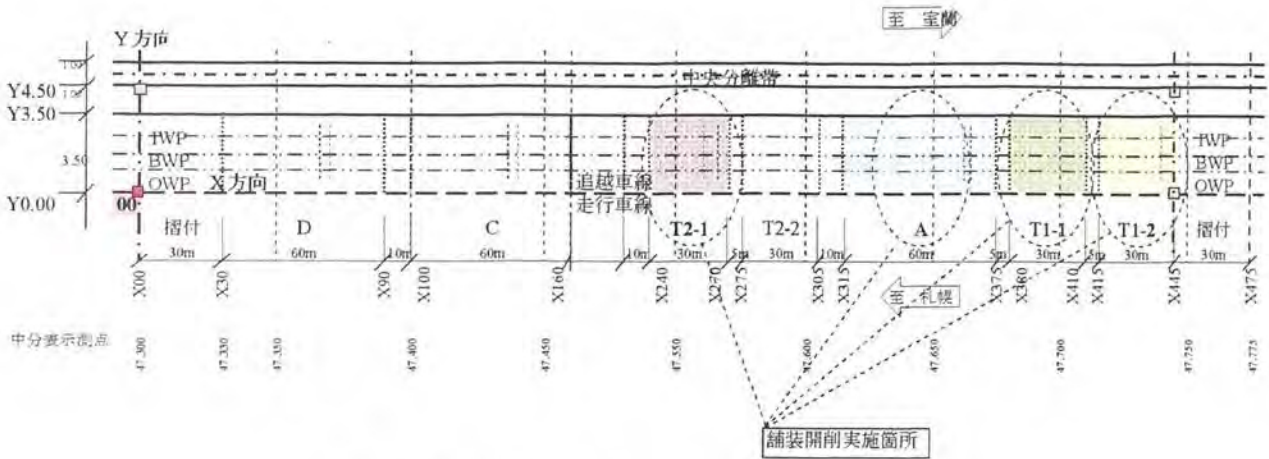 至 室蘭
Y方向
中央分離帯
Y4.50
Y3.50
3.50
IWP
BWP
OWP
IWP
BWP
OWP
X方向
追越車線
走行車線
Y0.00
00
摺付
D
C
T2-1
T2-2
A
T1-1
T1-2
摺付
30m
60m
10m
60m
10m
30m
5m
30m
10m
60m
5m
30m
5m
30m
30m
X00
X30
X90
X100
X160
X240
X270
X275
X305
X315
X375
X380
X410
X415
X445
X475
至 札幌
中分表示測点
47.300
47.330
47.350
47.400
47.450
47.550
47.600
47.650
47.700
47.750
47.775
舗装開削実施箇所